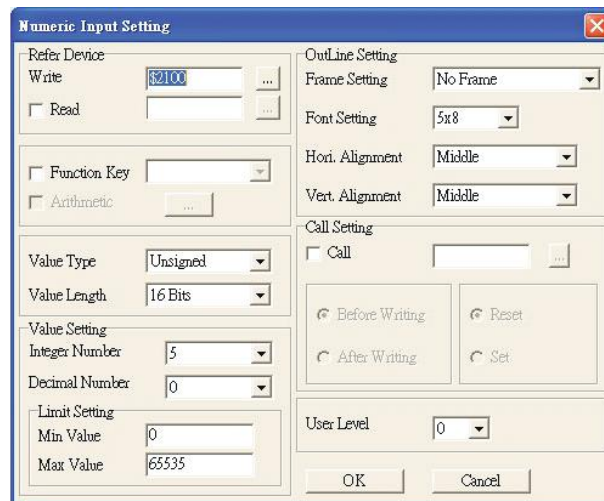 Numeric Input Setting
Refer Device
Write $2100 ...
Read ...
Function Key
Arithmetic ...
Value Type Unsigned
Value Length 16 Bits
Value Setting
Integer Number 5
Decimal Number 0
Limit Setting
Min Value 0
Max Value 65535
OutLine Setting
Frame Setting No Frame
Font Setting 5x8
Hori. Alignment Middle
Vert. Alignment Middle
Call Setting
Call ...
Before Writing
After Writing
Reset
Set
User Level 0
OK Cancel